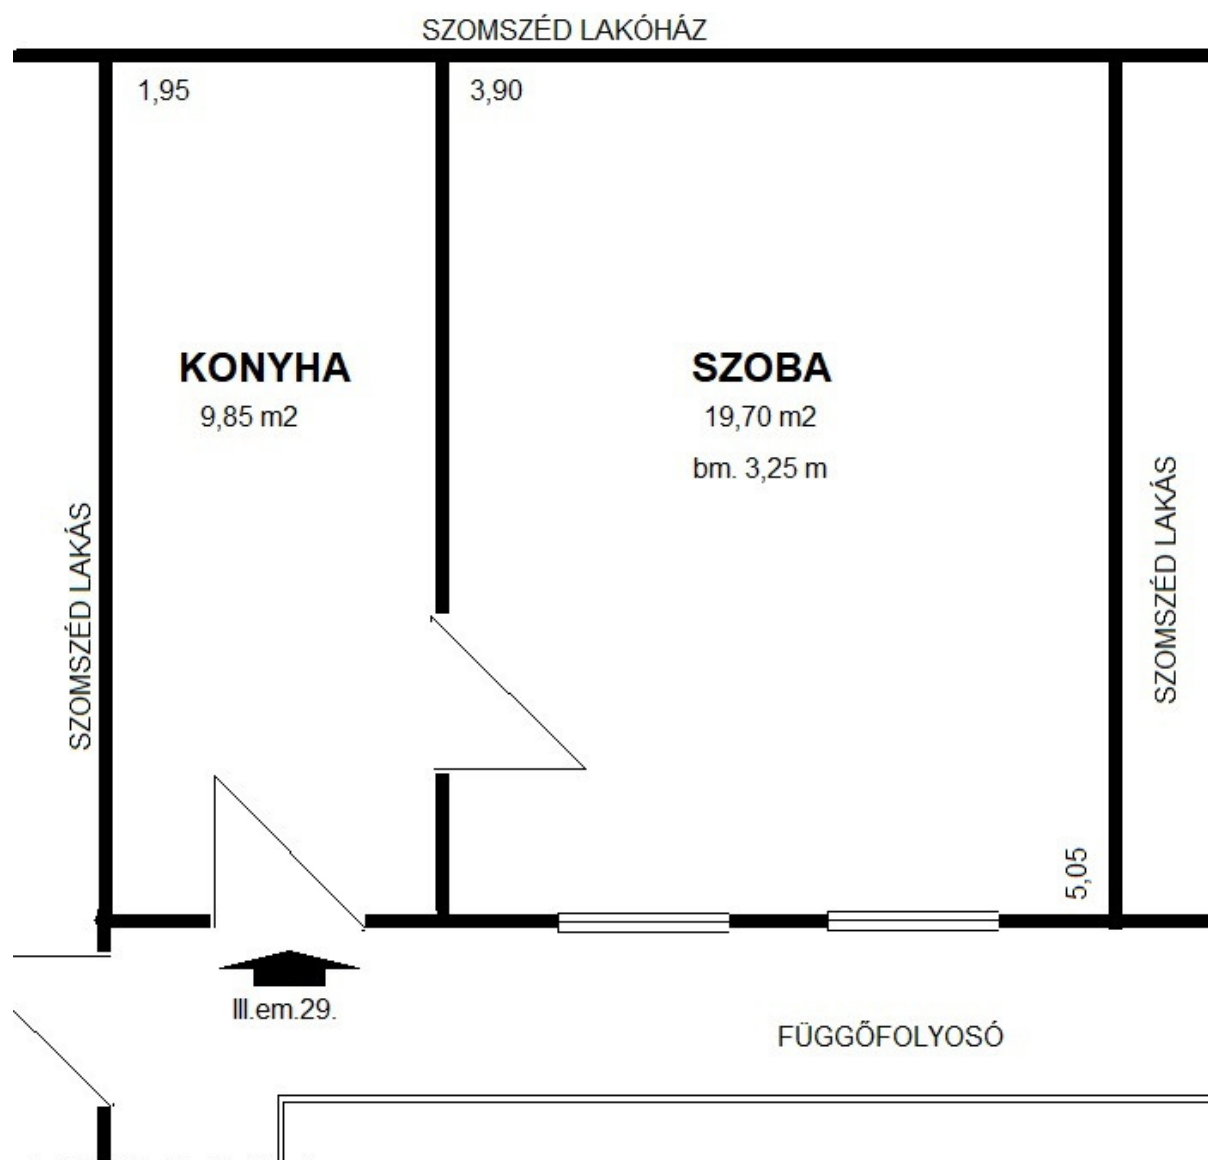 SZOMSZÉD LAKÓHÁZ
1,95
3,90
KONYHA
9,85 m2
SZOBA
19,70 m2
bm. 3,25 m
SZOMSZÉD LAKÁS
SZOMSZÉD LAKÁS
5,05
III.em.29.
FÜGGŐFOLYOSÓ